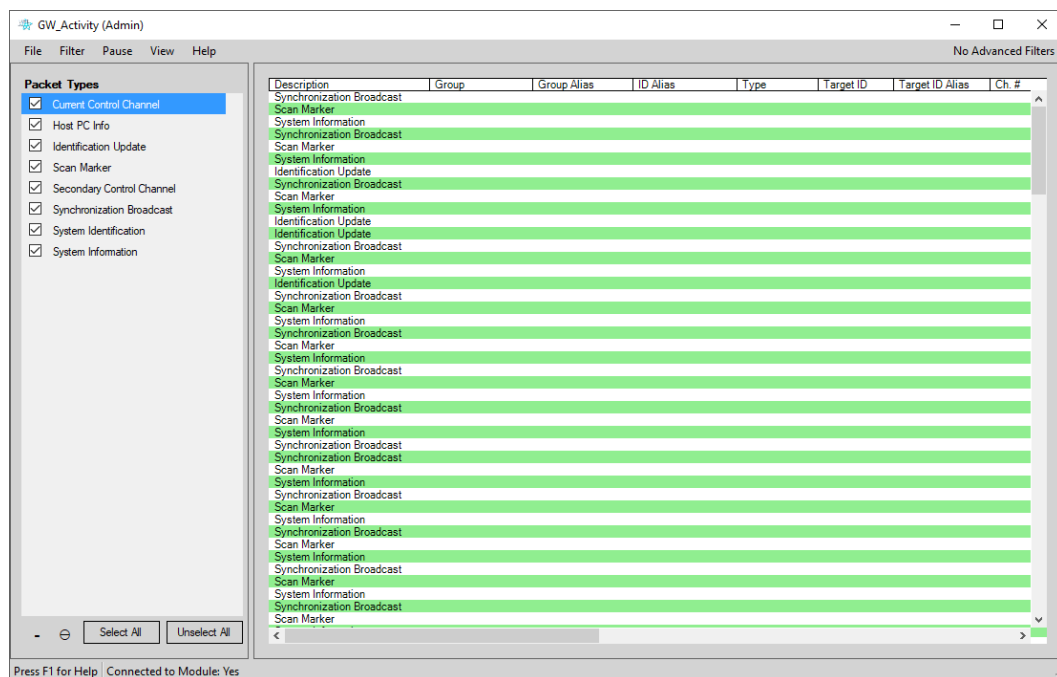 GW_Activity (Admin)
File Filter Pause View Help No Advanced Filters
Packet Types
Current Control Channel
Host PC Info
Identification Update
Scan Marker
Secondary Control Channel
Synchronization Broadcast
System Identification
System Information
Select All Unselect All
Description Group Group Alias ID Alias Type Target ID Target ID Alias Ch. #
Synchronization Broadcast
Scan Marker
System Information
Synchronization Broadcast
Scan Marker
System Information
Identification Update
Synchronization Broadcast
Scan Marker
System Information
Identification Update
Identification Update
Synchronization Broadcast
Scan Marker
System Information
Identification Update
Synchronization Broadcast
Scan Marker
System Information
Synchronization Broadcast
Scan Marker
System Information
Synchronization Broadcast
Scan Marker
System Information
Synchronization Broadcast
Scan Marker
System Information
Synchronization Broadcast
Synchronization Broadcast
Scan Marker
System Information
Synchronization Broadcast
Scan Marker
System Information
Synchronization Broadcast
Scan Marker
System Information
Synchronization Broadcast
Scan Marker
System Information
Synchronization Broadcast
Scan Marker
Press F1 for Help Connected to Module: Yes